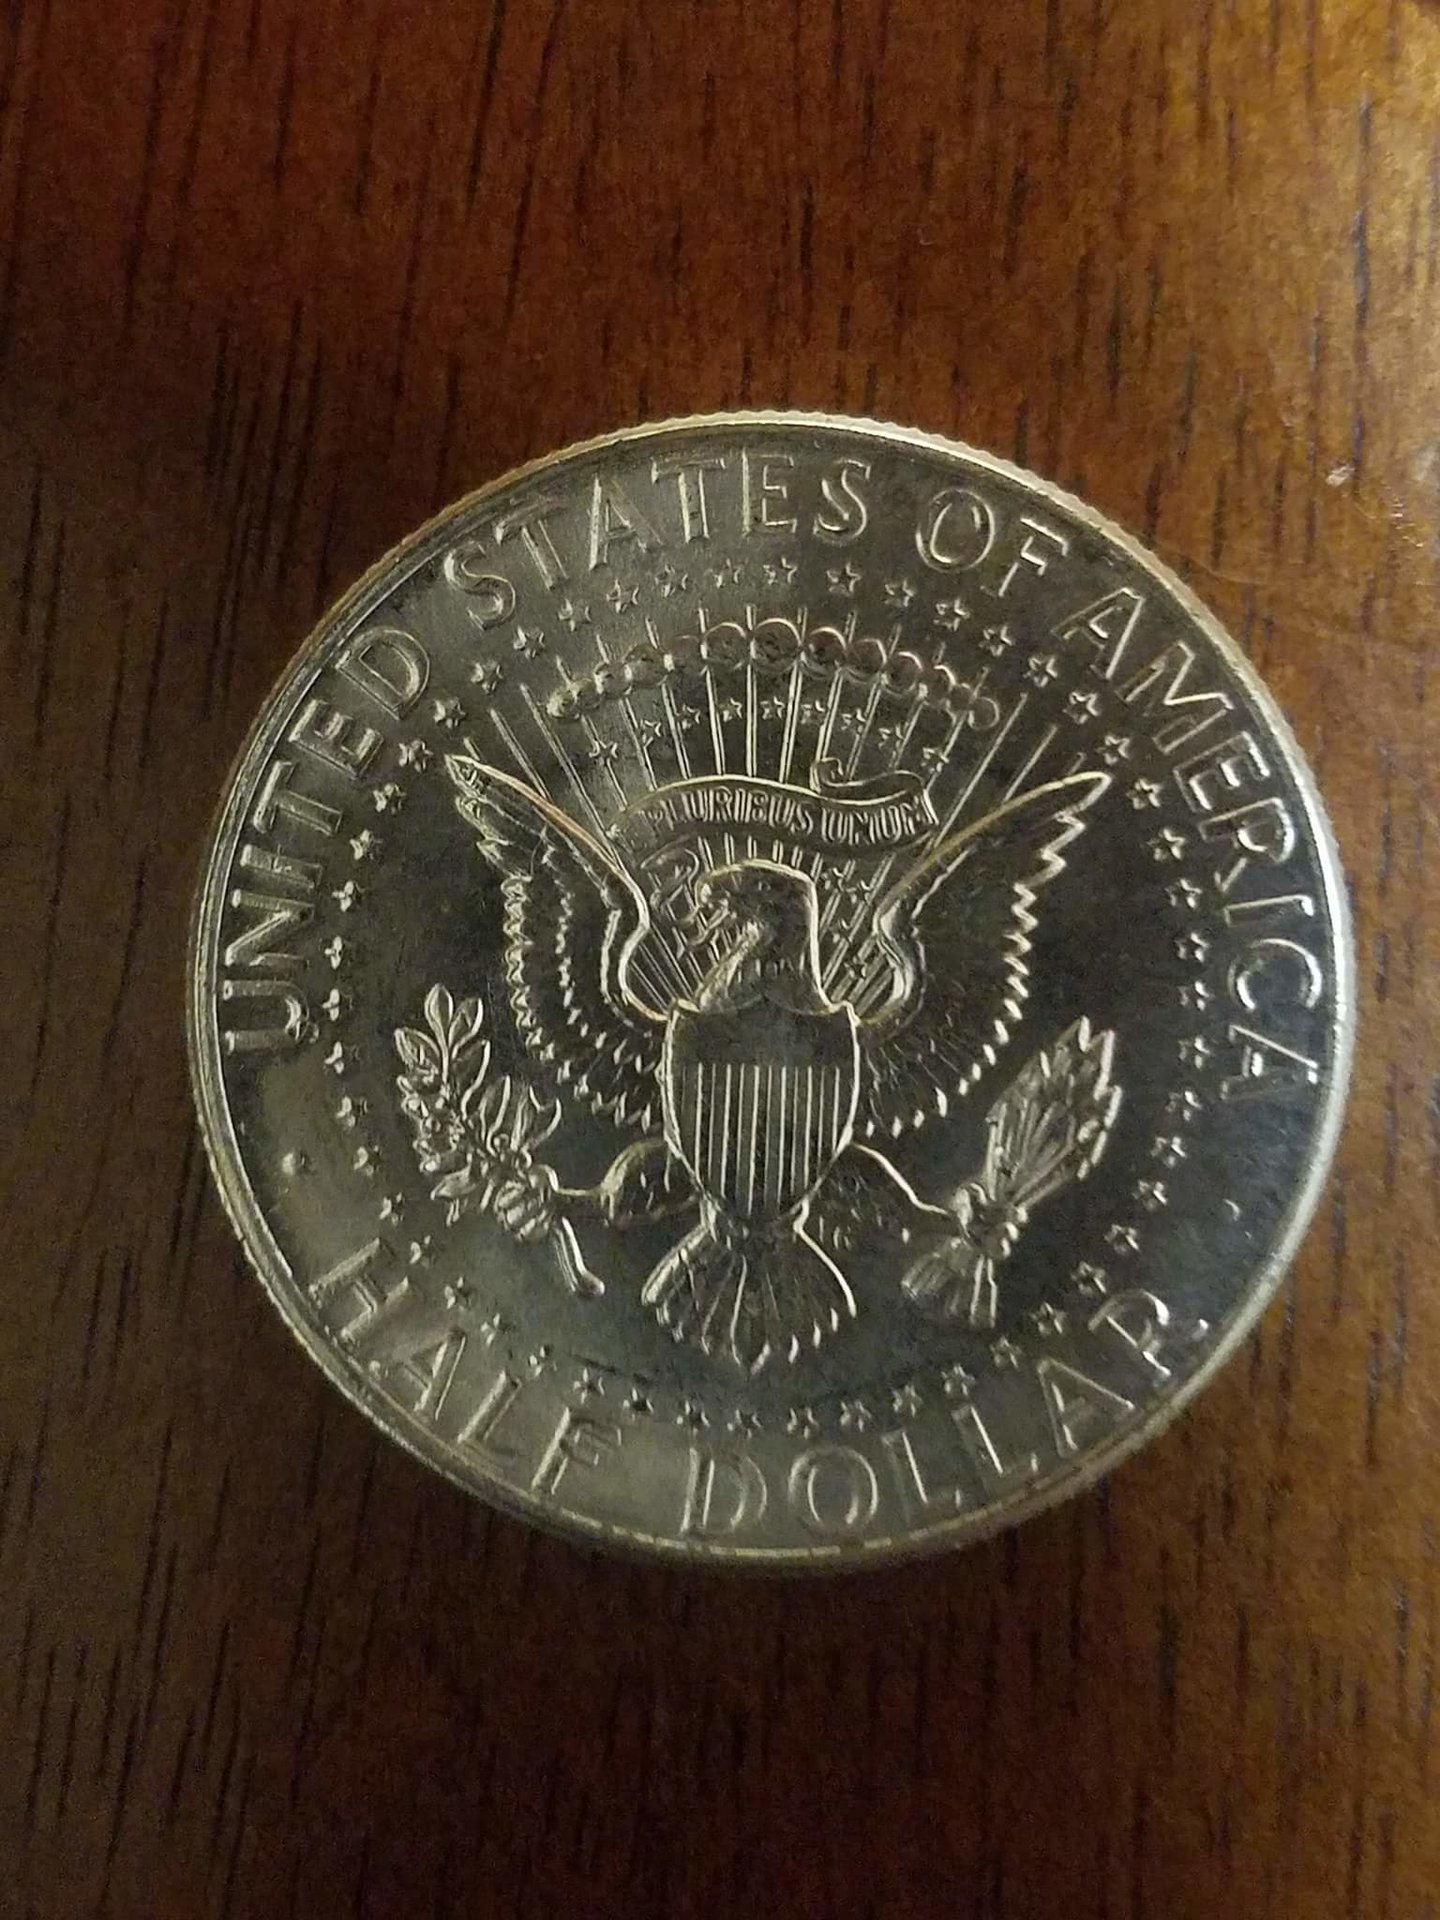 UNITED STATES OF AMERICA
PLURIBUS UNUM
HALF DOLLAR